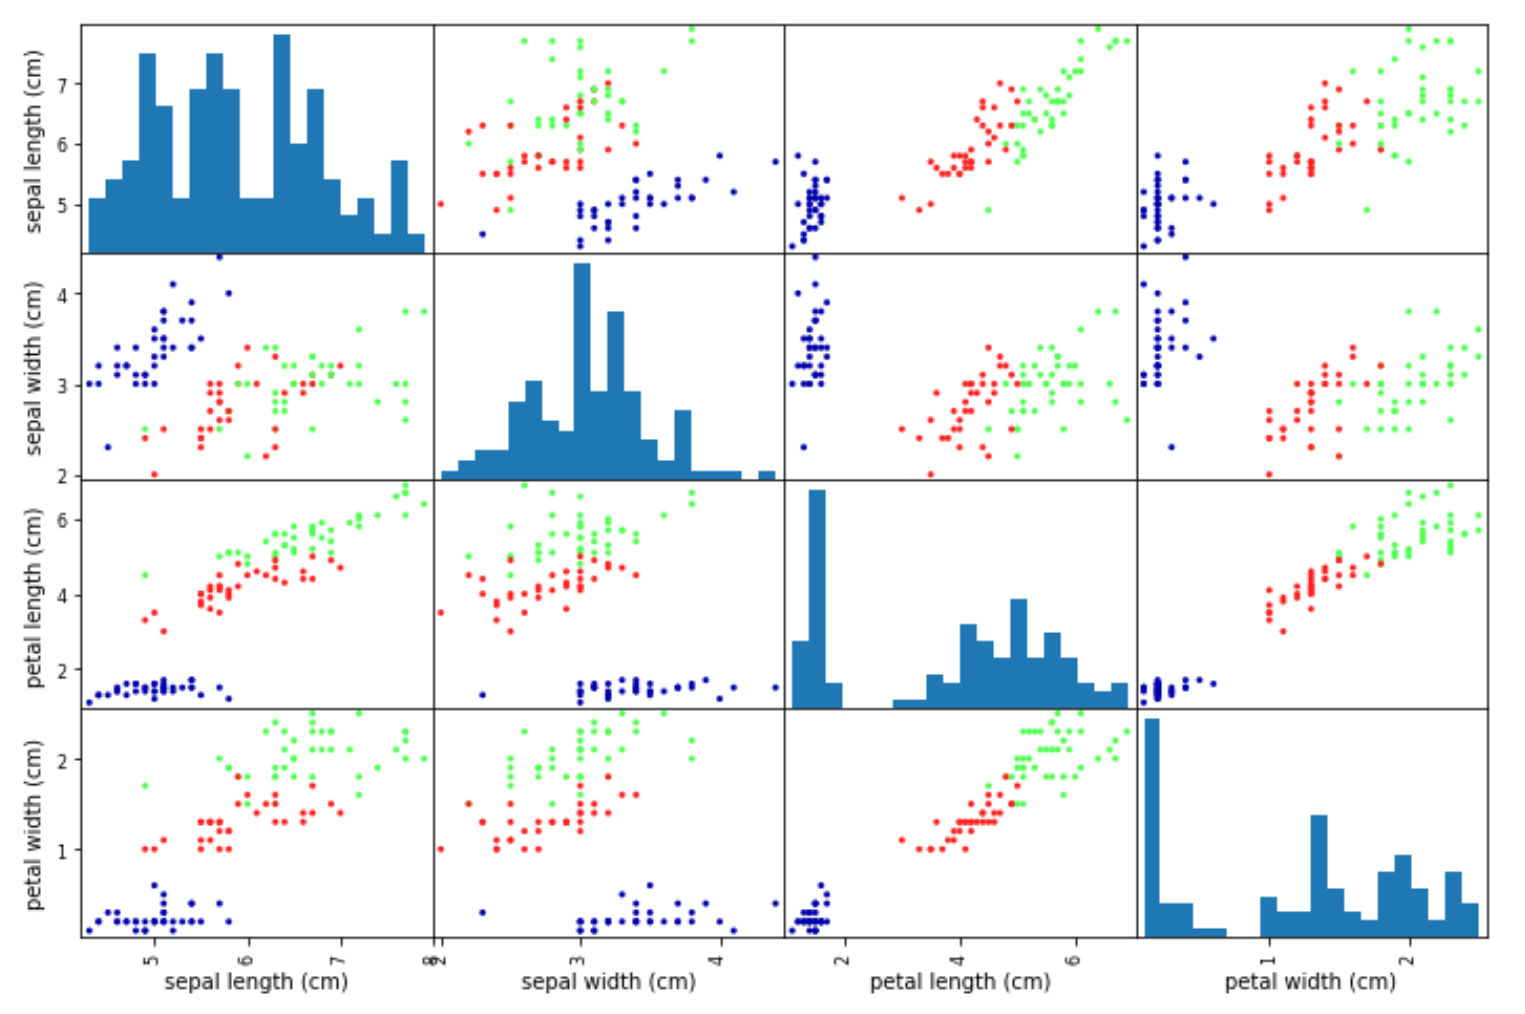 sepal length (cm)
7
6
5
sepal width (cm)
4
3
2
petal length (cm)
6
4
2
petal width (cm)
2
1
5 6 7 8 2 3 4 2 4 6 1 2
sepal length (cm) sepal width (cm) petal length (cm) petal width (cm)